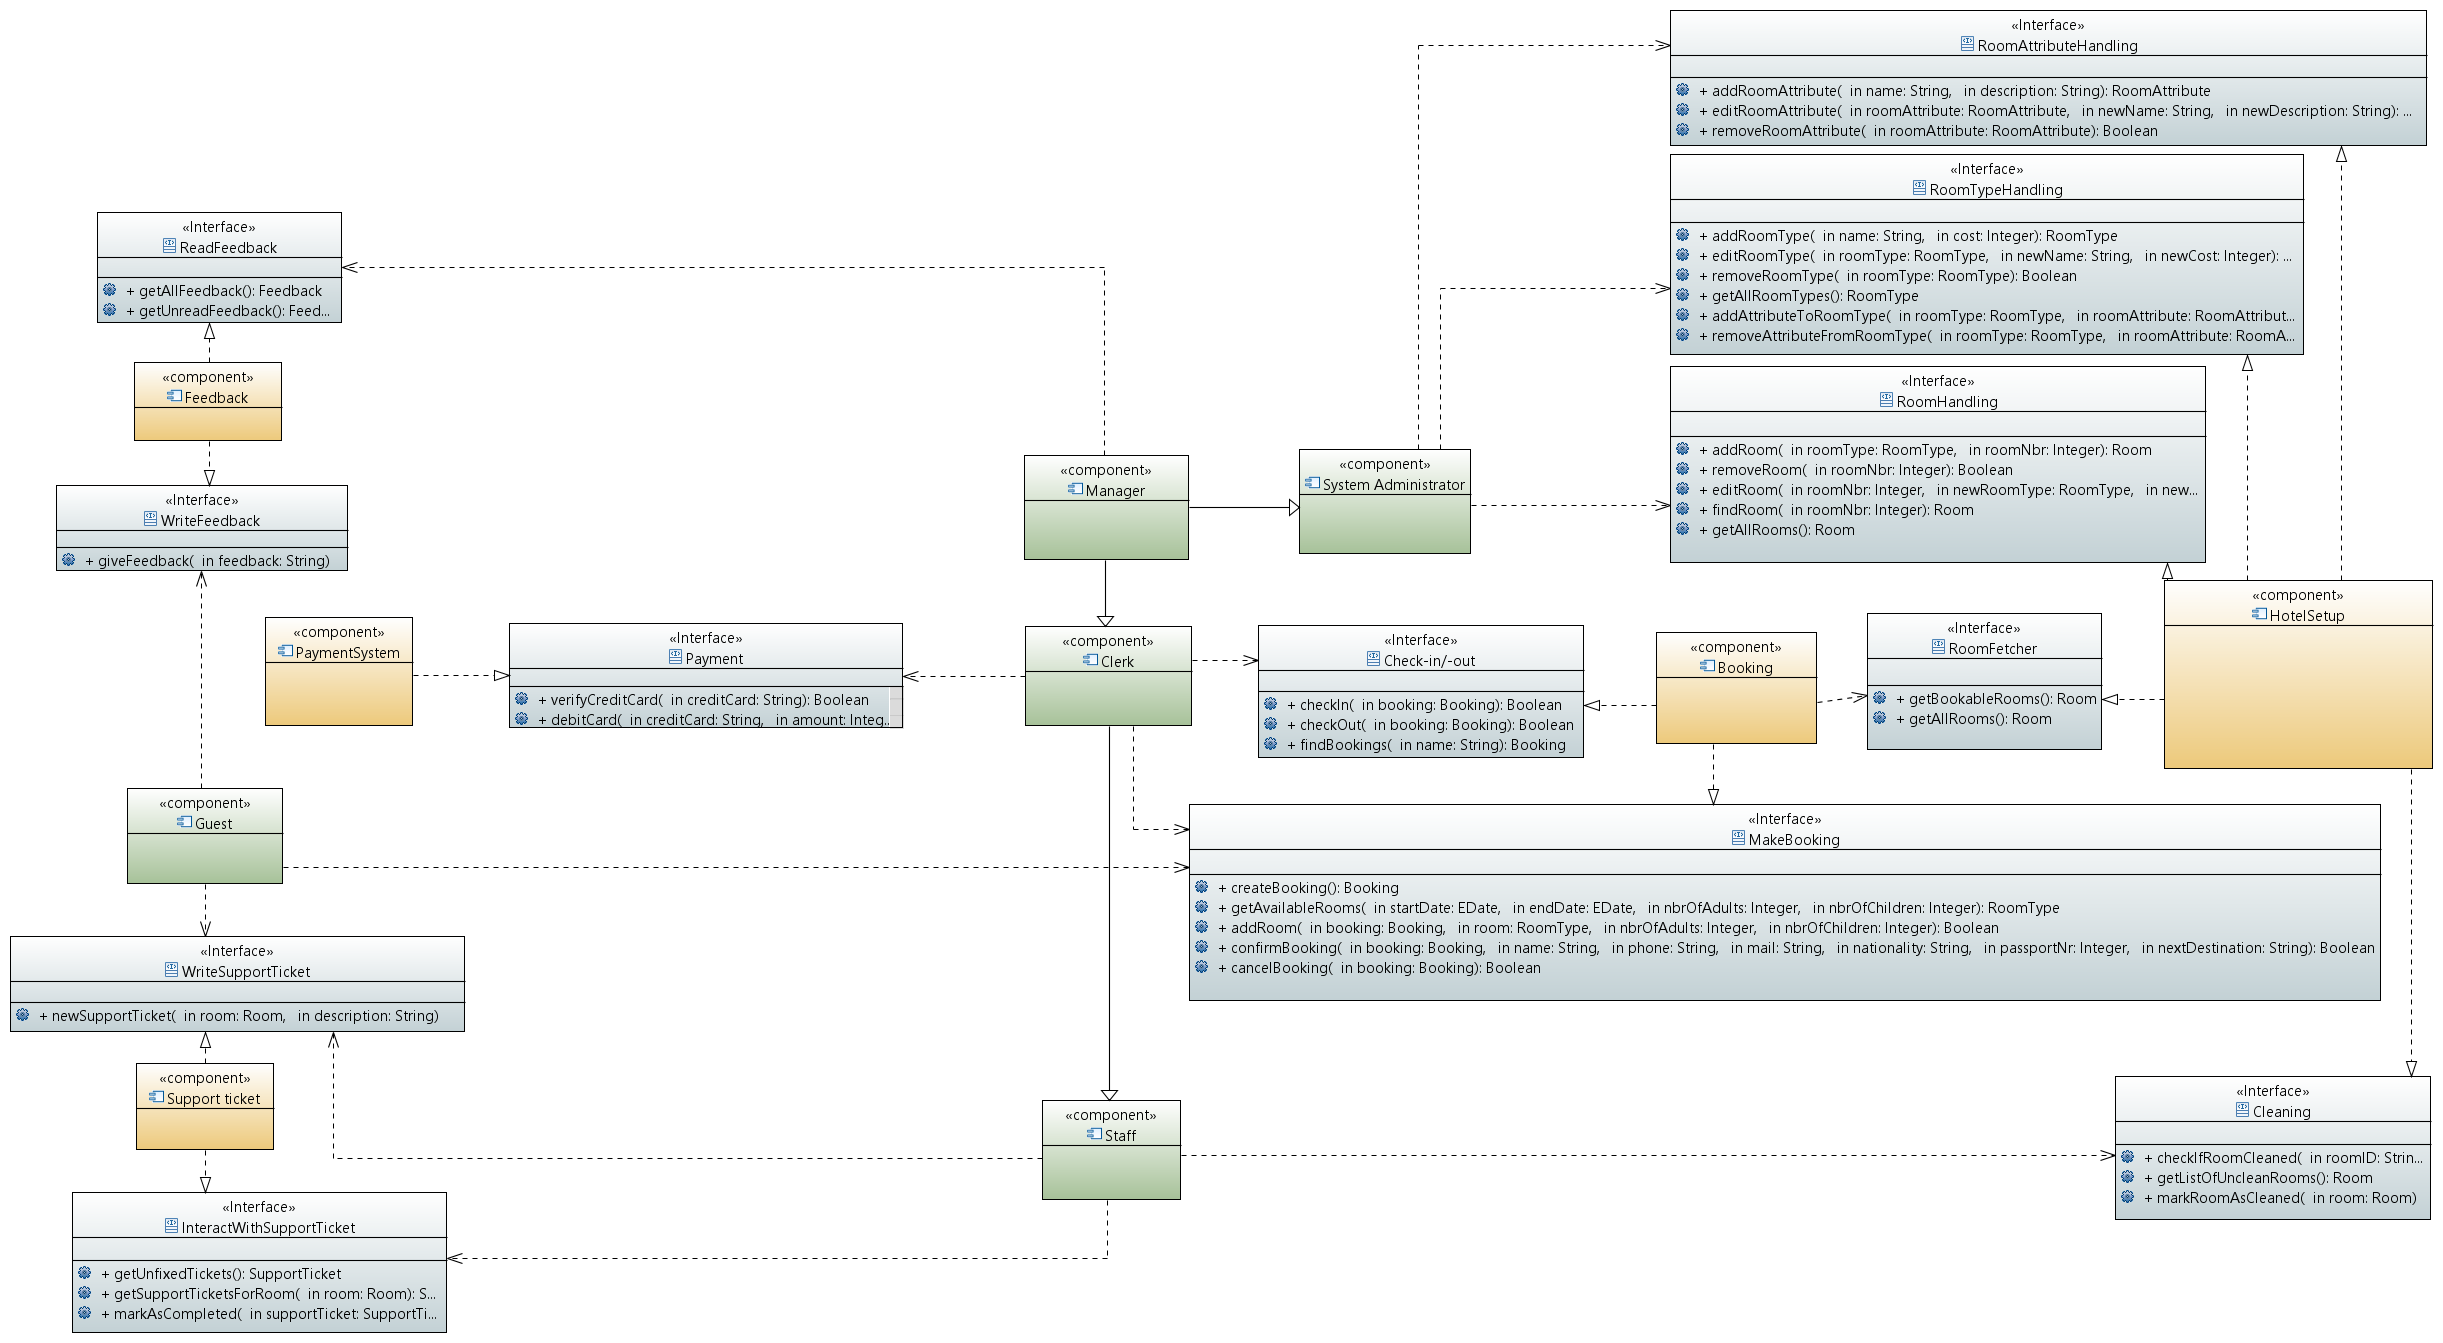 «Interface»
RoomAttributeHandling
+ addRoomAttribute( in name: String, in description: String): RoomAttribute
+ editRoomAttribute( in roomAttribute: RoomAttribute, in newName: String, in newDescription: String): ...
+ removeRoomAttribute( in roomAttribute: RoomAttribute): Boolean
«Interface»
RoomTypeHandling
+ addRoomType( in name: String, in cost: Integer): RoomType
+ editRoomType( in roomType: RoomType, in newName: String, in newCost: Integer): ...
+ removeRoomType( in roomType: RoomType): Boolean
+ getAllRoomTypes(): RoomType
+ addAttributeToRoomType( in roomType: RoomType, in roomAttribute: RoomAttribut...
+ removeAttributeFromRoomType( in roomType: RoomType, in roomAttribute: RoomA...
«Interface»
ReadFeedback
+ getAllFeedback(): Feedback
+ getUnreadFeedback(): Feed...
«component»
Feedback
«Interface»
RoomHandling
+ addRoom( in roomType: RoomType, in roomNbr: Integer): Room
+ removeRoom( in roomNbr: Integer): Boolean
+ editRoom( in roomNbr: Integer, in newRoomType: RoomType, in new...
+ findRoom( in roomNbr: Integer): Room
+ getAllRooms(): Room
«component»
Manager
«component»
System Administrator
«Interface»
WriteFeedback
+ giveFeedback( in feedback: String)
«component»
PaymentSystem
«Interface»
Payment
+ verifyCreditCard( in creditCard: String): Boolean
+ debitCard( in creditCard: String, in amount: Integ...
«component»
Clerk
«Interface»
Check-in/-out
+ checkIn( in booking: Booking): Boolean
+ checkOut( in booking: Booking): Boolean
+ findBookings( in name: String): Booking
«component»
Booking
«Interface»
RoomFetcher
+ getBookableRooms(): Room
+ getAllRooms(): Room
«component»
HotelSetup
«component»
Guest
«Interface»
MakeBooking
+ createBooking(): Booking
+ getAvailableRooms( in startDate: EDate, in endDate: EDate, in nbrOfAdults: Integer, in nbrOfChildren: Integer): RoomType
+ addRoom( in booking: Booking, in room: RoomType, in nbrOfAdults: Integer, in nbrOfChildren: Integer): Boolean
+ confirmBooking( in booking: Booking, in name: String, in phone: String, in mail: String, in nationality: String, in passportNr: Integer, in nextDestination: String): Boolean
+ cancelBooking( in booking: Booking): Boolean
«Interface»
WriteSupportTicket
+ newSupportTicket( in room: Room, in description: String)
«component»
Support ticket
«component»
Staff
«Interface»
Cleaning
+ checkIfRoomCleaned( in roomID: Strin...
+ getListOfUncleanRooms(): Room
+ markRoomAsCleaned( in room: Room)
«Interface»
InteractWithSupportTicket
+ getUnfixedTickets(): SupportTicket
+ getSupportTicketsForRoom( in room: Room): S...
+ markAsCompleted( in supportTicket: SupportTi...